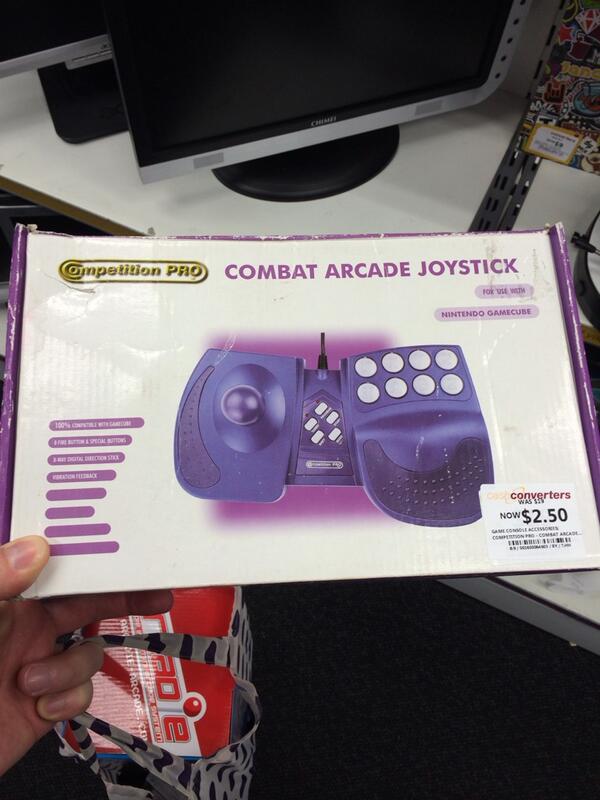 CHIMEI
Competition PRO
COMBAT ARCADE JOYSTICK
FOR USE WITH
NINTENDO GAMECUBE
100% COMPATIBLE WITH GAMECUBE
8 FIRE BUTTON & SPECIAL BUTTONS
8-WAY DIGITAL DIRECTION STICK
VIBRATION FEEDBACK
Competition PRO
cashconverters
WAS $19
NOW $2.50
GAME CONSOLE ACCESSORIES
COMPETITION PRO - COMBAT ARCADE...